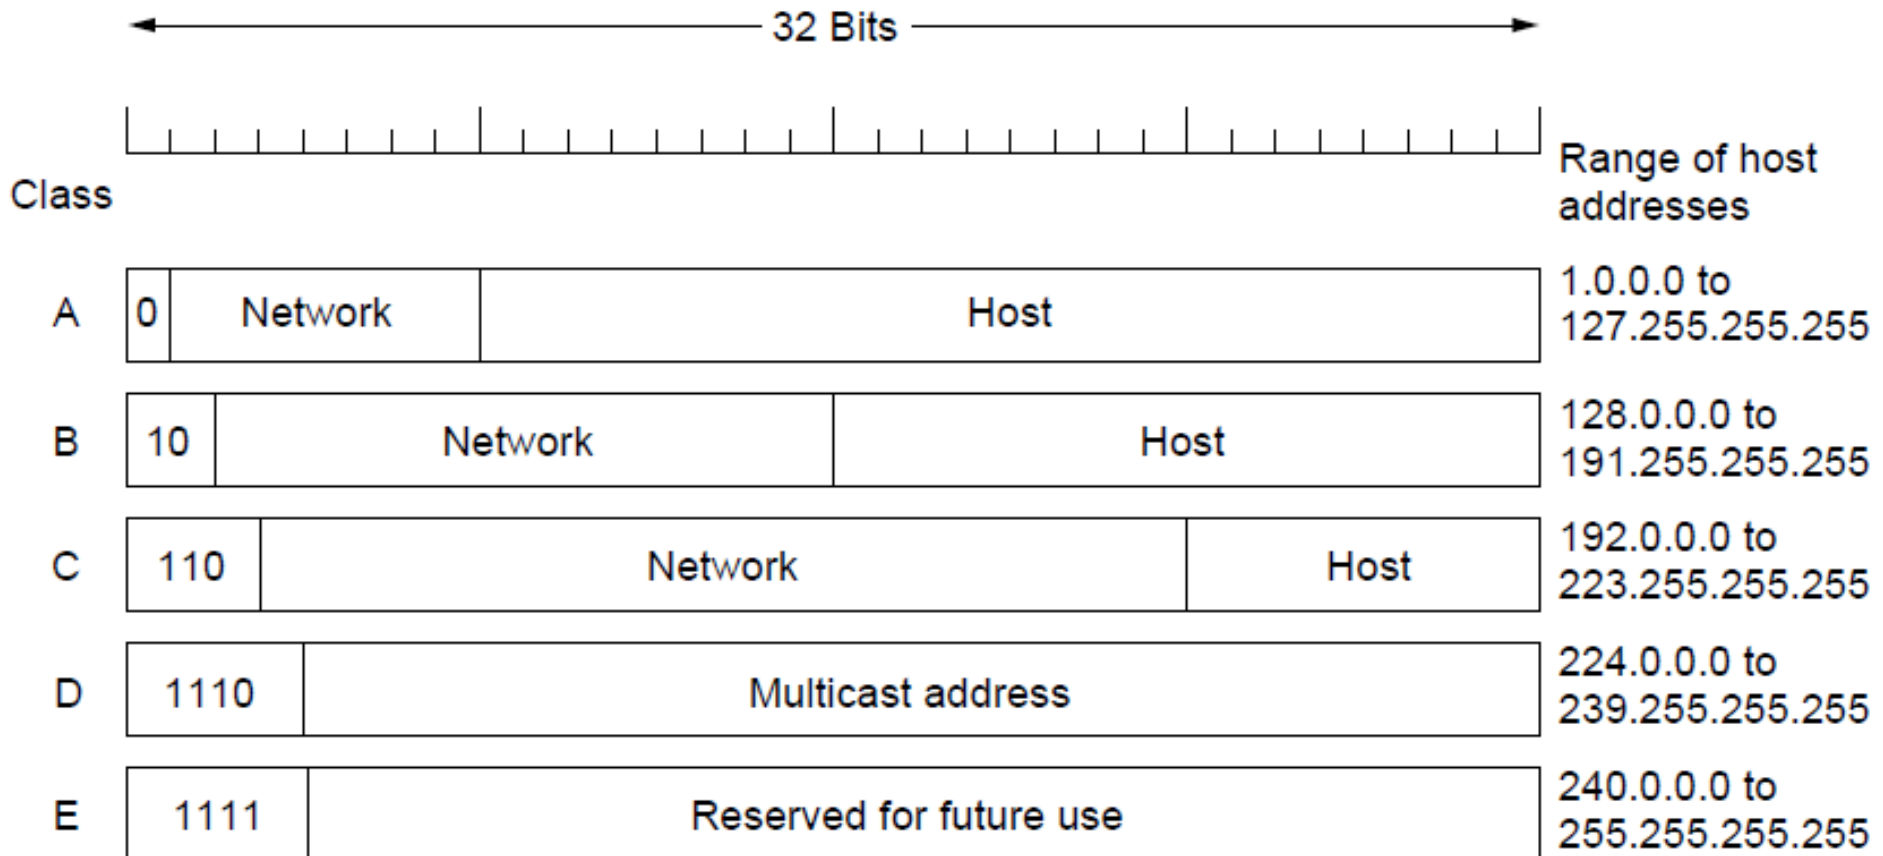 32 Bits
Class
Range of host
addresses
A
0
Network
Host
1.0.0.0 to
127.255.255.255
B
10
Network
Host
128.0.0.0 to
191.255.255.255
C
110
Network
Host
192.0.0.0 to
223.255.255.255
D
1110
Multicast address
224.0.0.0 to
239.255.255.255
E
1111
Reserved for future use
240.0.0.0 to
255.255.255.255